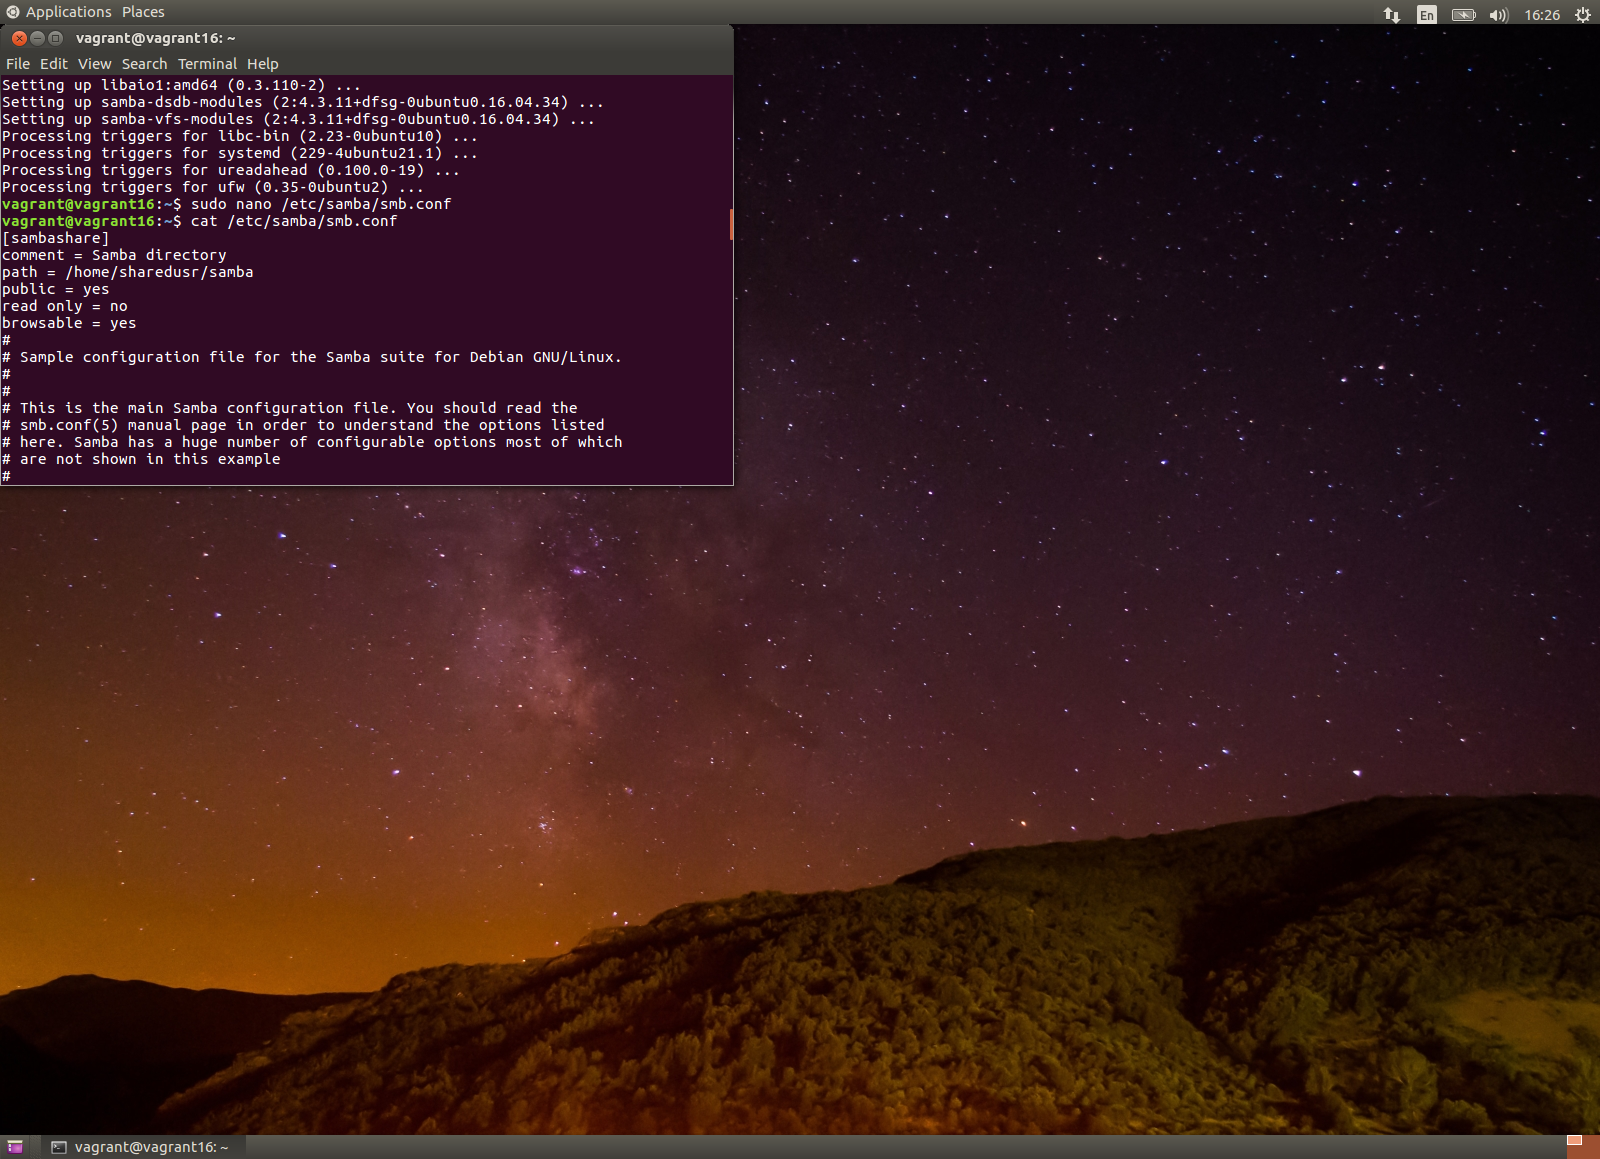 Applications Places
En 16:26
vagrant@vagrant16: ~
File Edit View Search Terminal Help
Setting up libaio1:amd64 (0.3.110-2) ...
Setting up samba-dsdb-modules (2:4.3.11+dfsg-0ubuntu0.16.04.34) ...
Setting up samba-vfs-modules (2:4.3.11+dfsg-0ubuntu0.16.04.34) ...
Processing triggers for libc-bin (2.23-0ubuntu10) ...
Processing triggers for systemd (229-4ubuntu21.1) ...
Processing triggers for ureadahead (0.100.0-19) ...
Processing triggers for ufw (0.35-0ubuntu2) ...
vagrant@vagrant16:~$ sudo nano /etc/samba/smb.conf
vagrant@vagrant16:~$ cat /etc/samba/smb.conf
[sambashare]
comment = Samba directory
path = /home/sharedusr/samba
public = yes
read only = no
browsable = yes
#
# Sample configuration file for the Samba suite for Debian GNU/Linux.
#
#
# This is the main Samba configuration file. You should read the
# smb.conf(5) manual page in order to understand the options listed
# here. Samba has a huge number of configurable options most of which
# are not shown in this example
#
vagrant@vagrant16: ~